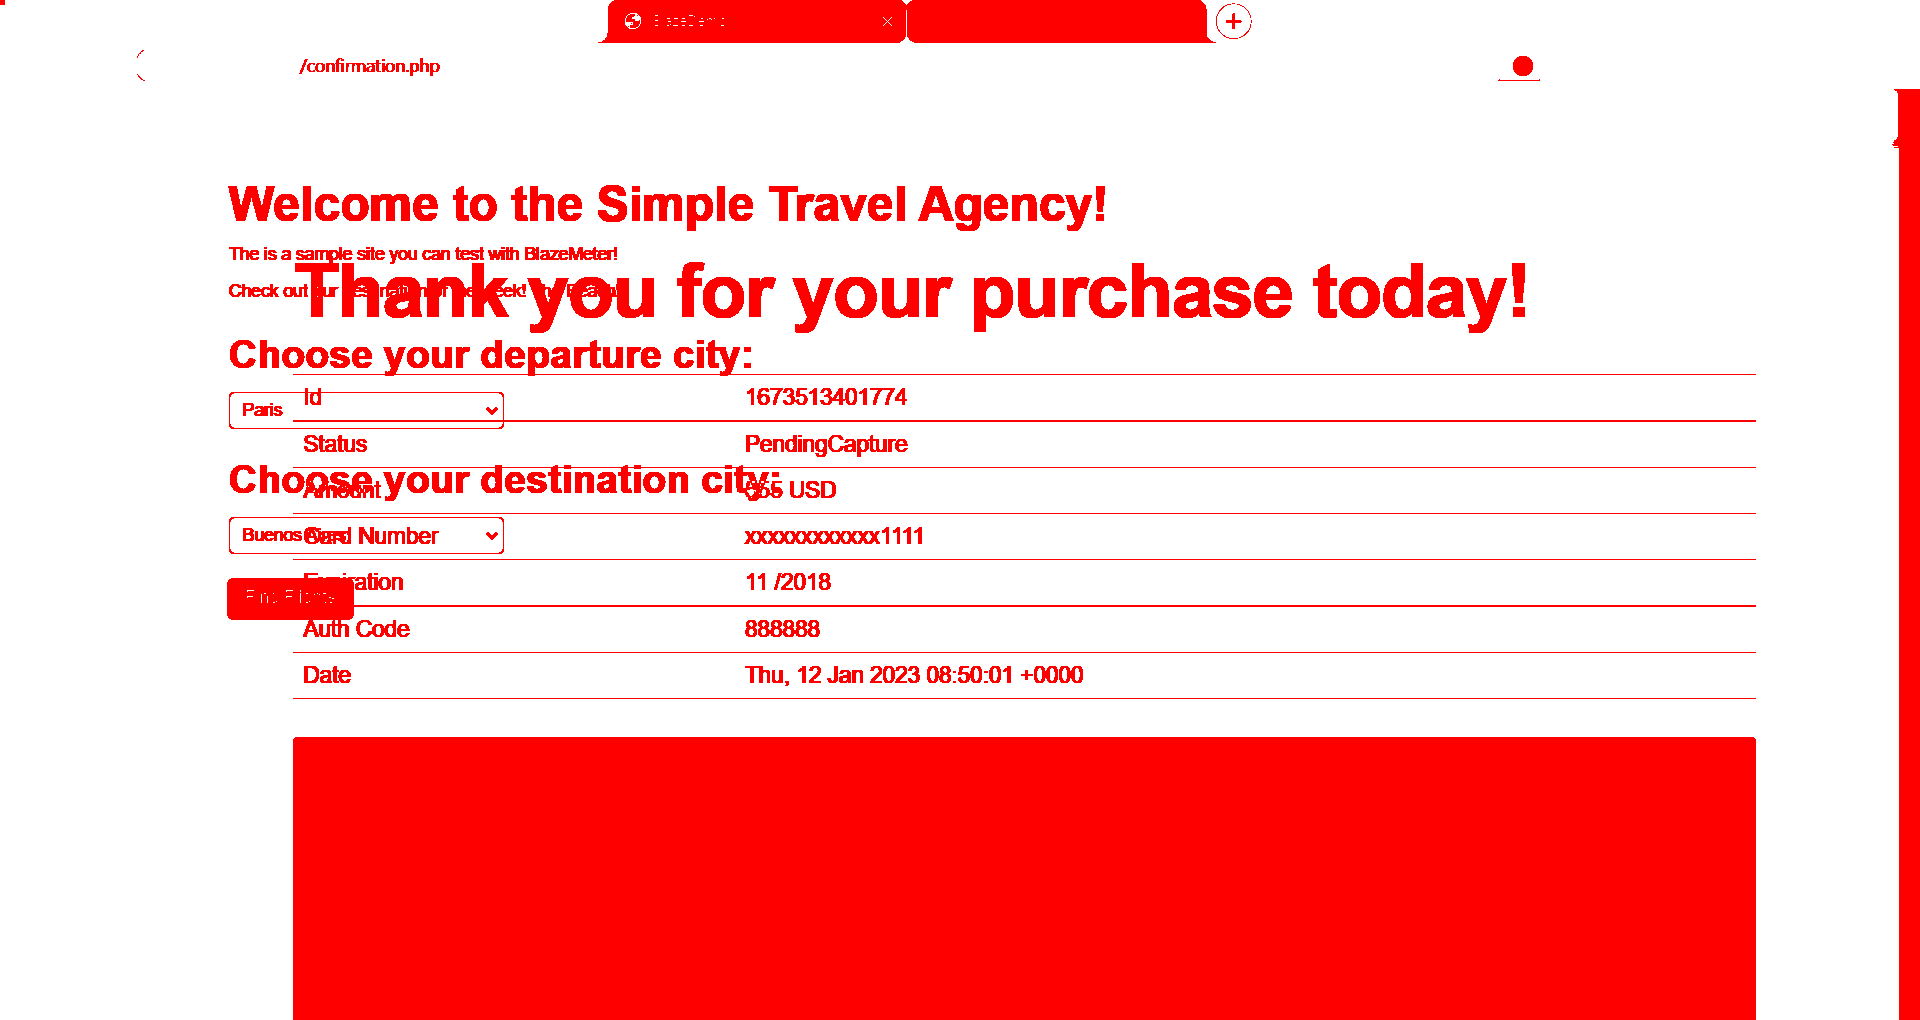 BlazeDemo
/confirmation.php
Welcome to the Simple Travel Agency!
The is a sample site you can test with BlazeMeter!
Thank you for your purchase today!
Check out
Choose your departure city:
Paris
Id 1673513401774
Status PendingCapture
Choose your destination city:
Amount 555 USD
Buenos Aires
Card Number xxxxxxxxxxxx1111
Expiration 11 /2018
Find Flights
Auth Code 888888
Date Thu, 12 Jan 2023 08:50:01 +0000